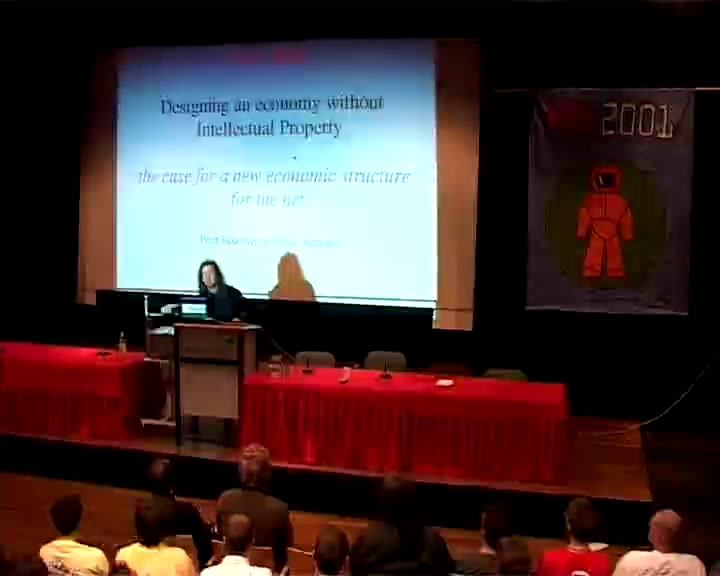 Designing an economy without
Intellectual Property
the case for a new economic structure
for the net
2001